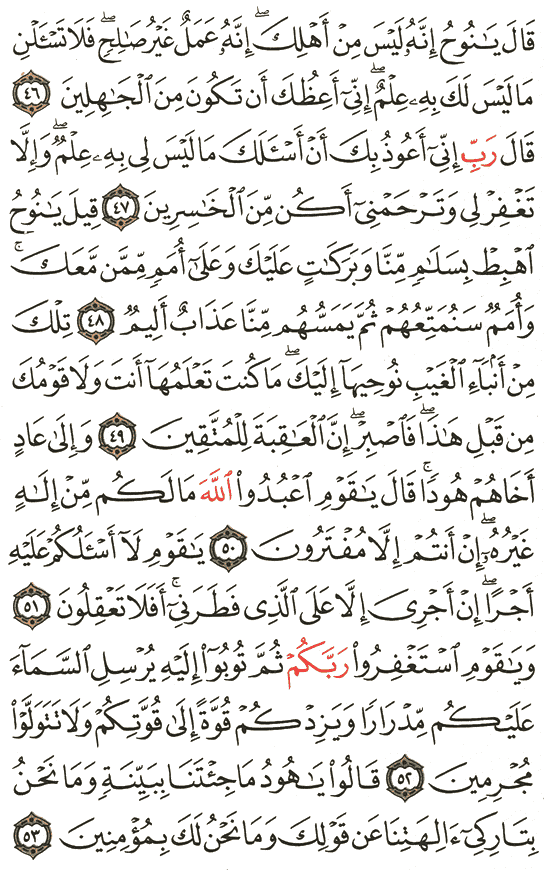 قَالَ يَـٰنُوحُ إِنَّهُۥ لَيْسَ مِنْ أَهْلِكَ ۖ إِنَّهُۥ عَمَلٌ غَيْرُ صَـٰلِحٍ ۖ فَلَا تَسْـَٔلْنِ
مَا لَيْسَ لَكَ بِهِۦ عِلْمٌ ۖ إِنِّىٓ أَعِظُكَ أَن تَكُونَ مِنَ ٱلْجَـٰهِلِينَ ٤٦
قَالَ رَبِّ إِنِّىٓ أَعُوذُ بِكَ أَنْ أَسْـَٔلَكَ مَا لَيْسَ لِى بِهِۦ عِلْمٌ ۖ وَإِلَّا
تَغْفِرْ لِى وَتَرْحَمْنِىٓ أَكُن مِّنَ ٱلْخَـٰسِرِينَ ٤٧ قِيلَ يَـٰنُوحُ
ٱهْبِطْ بِسَلَـٰمٍ مِّنَّا وَبَرَكَـٰتٍ عَلَيْكَ وَعَلَىٰٓ أُمَمٍ مِّمَّن مَّعَكَ ۚ
وَأُمَمٌ سَنُمَتِّعُهُمْ ثُمَّ يَمَسُّهُم مِّنَّا عَذَابٌ أَلِيمٌ ٤٨ تِلْكَ
مِنْ أَنۢبَآءِ ٱلْغَيْبِ نُوحِيهَآ إِلَيْكَ ۖ مَا كُنتَ تَعْلَمُهَآ أَنتَ وَلَا قَوْمُكَ
مِن قَبْلِ هَـٰذَا ۖ فَٱصْبِرْ ۖ إِنَّ ٱلْعَـٰقِبَةَ لِلْمُتَّقِينَ ٤٩ وَإِلَىٰ عَادٍ
أَخَاهُمْ هُودًا ۚ قَالَ يَـٰقَوْمِ ٱعْبُدُوا۟ ٱللَّهَ مَا لَكُم مِّنْ إِلَـٰهٍ
غَيْرُهُۥٓ ۖ إِنْ أَنتُمْ إِلَّا مُفْتَرُونَ ٥٠ يَـٰقَوْمِ لَآ أَسْـَٔلُكُمْ عَلَيْهِ
أَجْرًا ۖ إِنْ أَجْرِىَ إِلَّا عَلَى ٱلَّذِى فَطَرَنِىٓ ۚ أَفَلَا تَعْقِلُونَ ٥١
وَيَـٰقَوْمِ ٱسْتَغْفِرُوا۟ رَبَّكُمْ ثُمَّ تُوبُوٓا۟ إِلَيْهِ يُرْسِلِ ٱلسَّمَآءَ
عَلَيْكُم مِّدْرَارًا وَيَزِدْكُمْ قُوَّةً إِلَىٰ قُوَّتِكُمْ وَلَا تَتَوَلَّوْا۟
مُجْرِمِينَ ٥٢ قَالُوا۟ يَـٰهُودُ مَا جِئْتَنَا بِبَيِّنَةٍ وَمَا نَحْنُ
بِتَارِكِىٓ ءَالِهَتِنَا عَن قَوْلِكَ وَمَا نَحْنُ لَكَ بِمُؤْمِنِينَ ٥٣